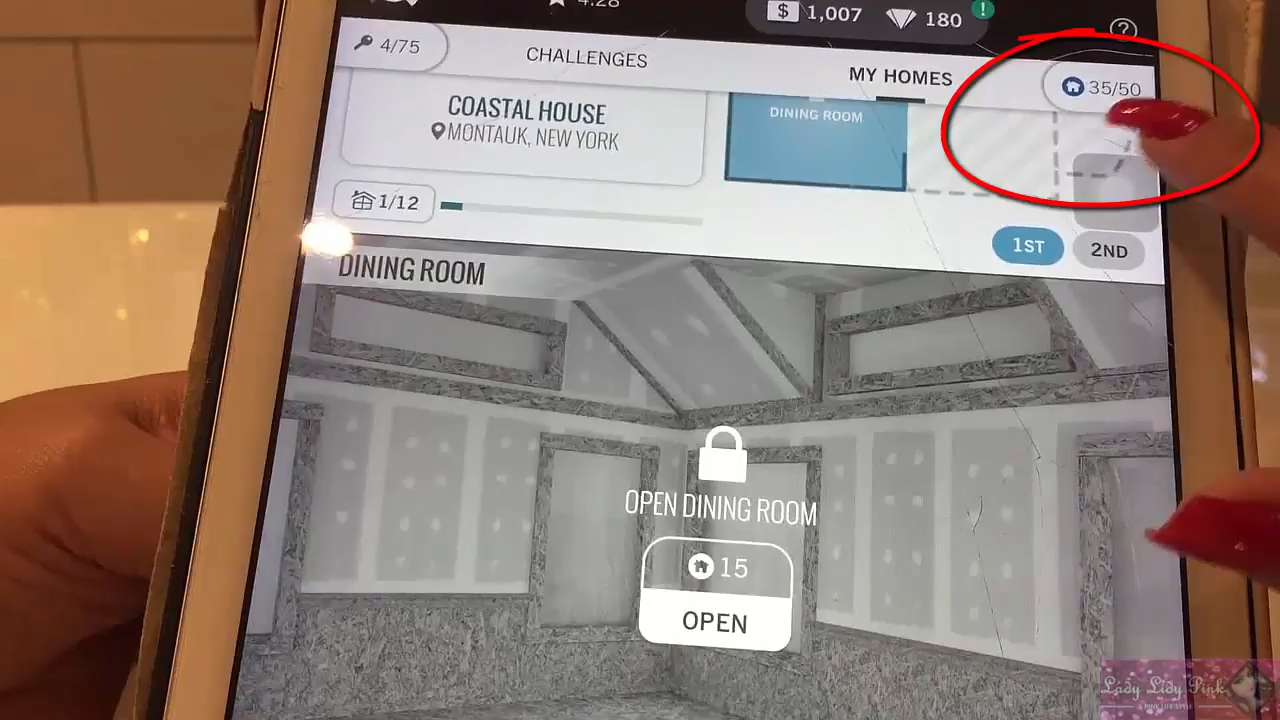 4.28
$ 1,007
180
!
?
4/75
CHALLENGES
MY HOMES
35/50
COASTAL HOUSE
MONTAUK, NEW YORK
DINING ROOM
1/12
1ST
2ND
DINING ROOM
OPEN DINING ROOM
15
OPEN
Lady Lidy Pink